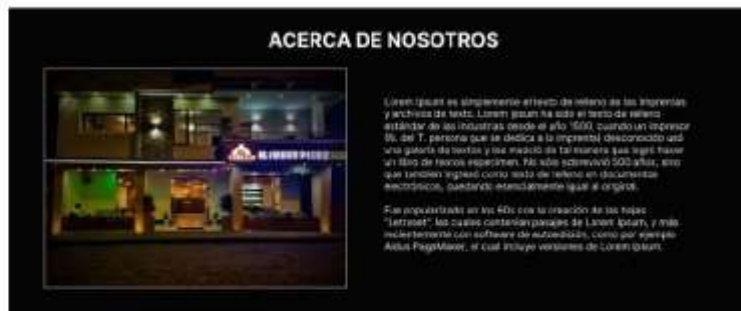 ACERCA DE NOSOTROS
Lorem Ipsum es simplemente el texto de relleno de las imprentas
y archivos de texto. Lorem Ipsum ha sido el texto de relleno
estándar de las industrias desde el año 1500, cuando un impresor
(N. del T. persona que se dedica a la imprenta) desconocido usó
una galería de textos y los mezcló de tal manera que logró hacer
un libro de textos especimen. No sólo sobrevivió 500 años, sino
que tambien ingresó como texto de relleno en documentos
electrónicos, quedando esencialmente igual al original.
Fue popularizado en los 60s con la creación de las hojas
"Letraset", las cuales contenian pasajes de Lorem Ipsum, y más
recientemente con software de autoedición, como por ejemplo
Aldus PageMaker, el cual incluye versiones de Lorem Ipsum.